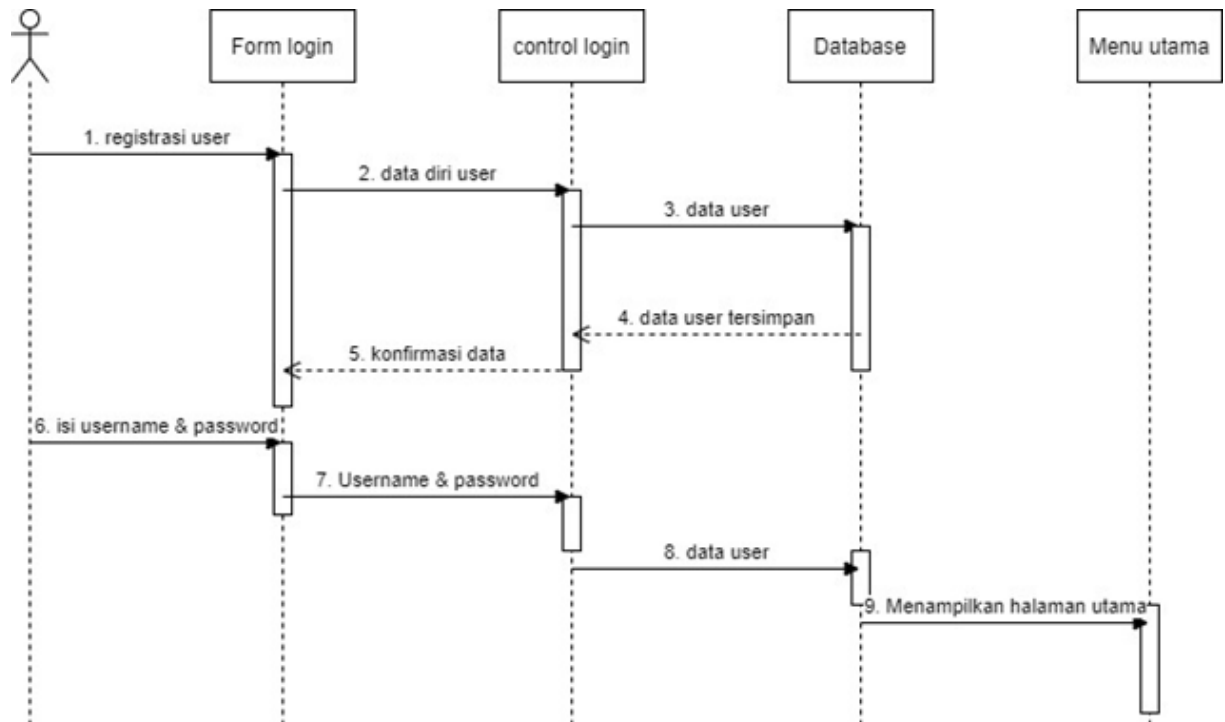 Form login
control login
Database
Menu utama
1. registrasi user
2. data diri user
3. data user
4. data user tersimpan
5. konfirmasi data
6. isi username & password
7. Username & password
8. data user
9. Menampilkan halaman utama